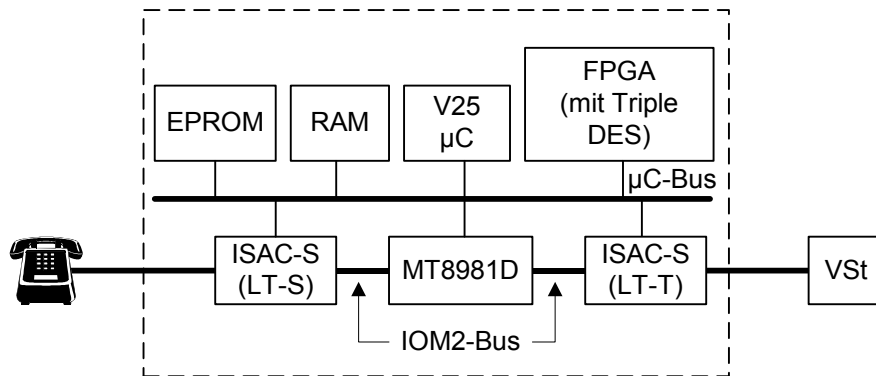 EPROM
RAM
V25
µC
FPGA
(mit Triple
DES)
µC-Bus
ISAC-S
(LT-S)
MT8981D
ISAC-S
(LT-T)
VSt
IOM2-Bus